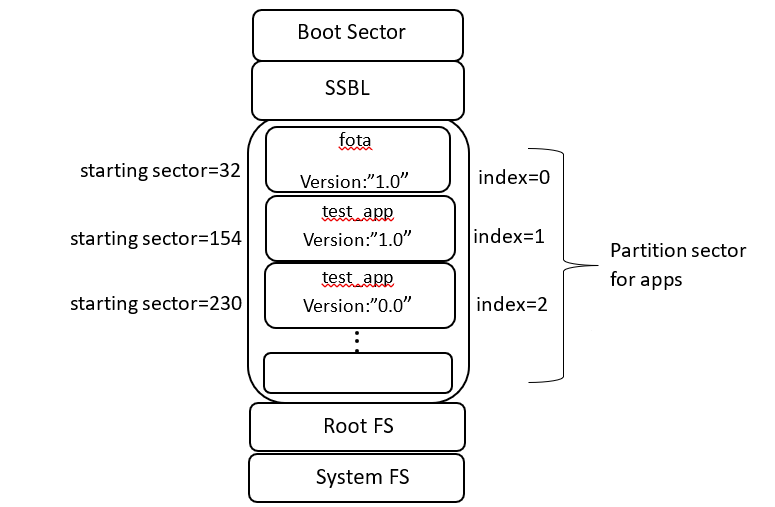 Boot Sector
SSBL
fota
starting sector=32
Version:”1.0”
index=0
test_app
starting sector=154
Version:”1.0”
index=1
test_app
starting sector=230
Version:”0.0”
index=2
Partition sector
for apps
Root FS
System FS